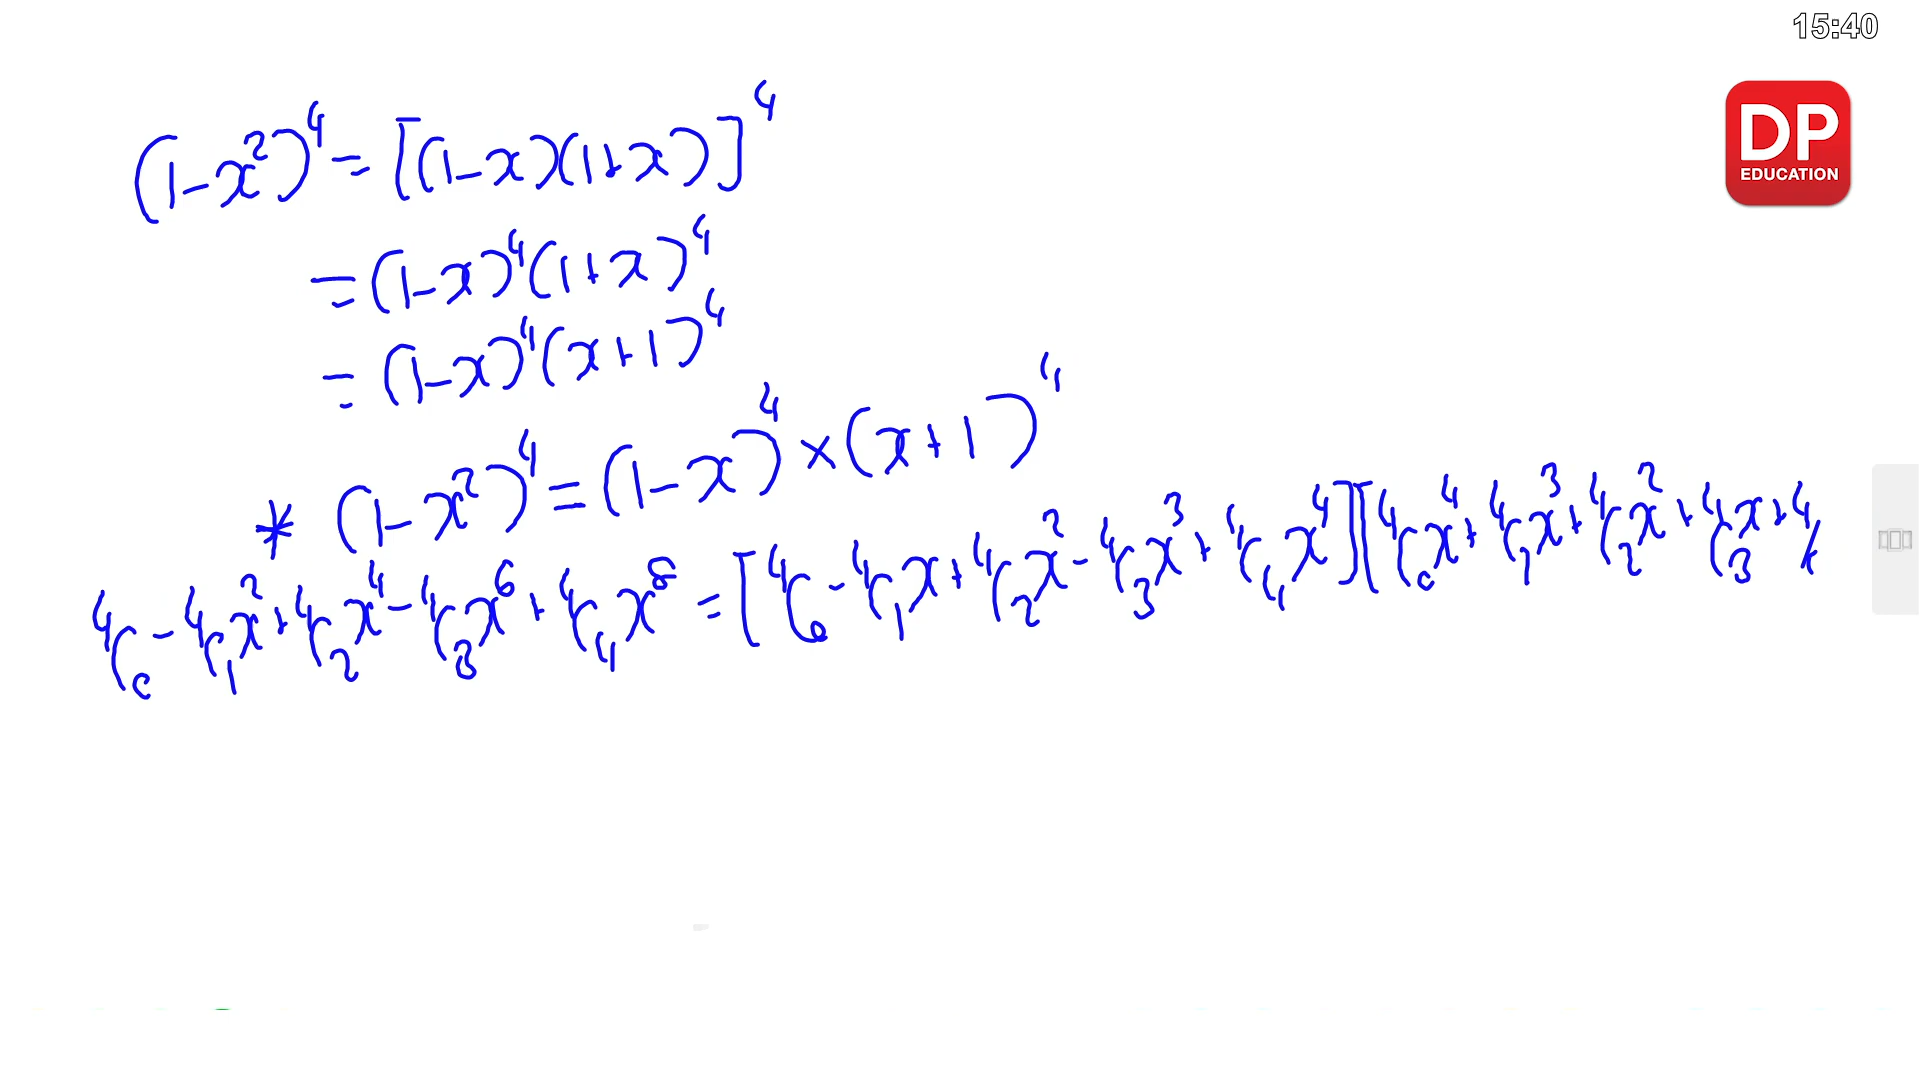 15:40
DP
EDUCATION
(1-x²)⁴ = [(1-x)(1+x)]⁴
= (1-x)⁴(1+x)⁴
= (1-x)⁴(x+1)⁴
* (1-x²)⁴ = (1-x)⁴ × (x+1)⁴
⁴C₀ - ⁴C₁x² + ⁴C₂x⁴ - ⁴C₃x⁶ + ⁴C₄x⁸ = [⁴C₀ - ⁴C₁x + ⁴C₂x² - ⁴C₃x³ + ⁴C₄x⁴][⁴C₀x⁴ + ⁴C₁x³ + ⁴C₂x² + ⁴C₃x + ⁴